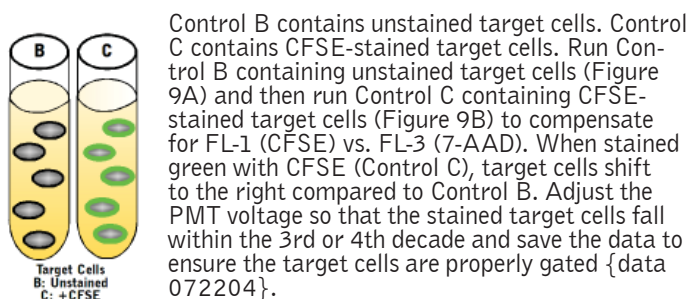 B
C
Target Cells
B: Unstained
C: +CFSE
Control B contains unstained target cells. Control
C contains CFSE-stained target cells. Run Con-
trol B containing unstained target cells (Figure
9A) and then run Control C containing CFSE-
stained target cells (Figure 9B) to compensate
for FL-1 (CFSE) vs. FL-3 (7-AAD). When stained
green with CFSE (Control C), target cells shift
to the right compared to Control B. Adjust the
PMT voltage so that the stained target cells fall
within the 3rd or 4th decade and save the data to
ensure the target cells are properly gated {data
072204}.